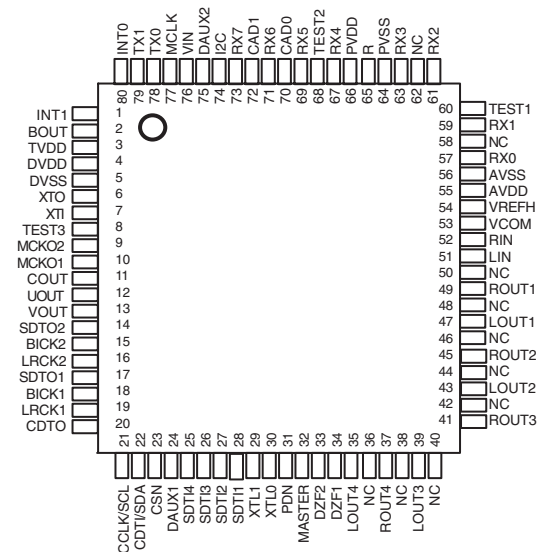 INT0
TX1
TX0
MCLK
VIN
DAUX2
I2C
RX7
CAD1
RX6
CAD0
RX5
TEST2
RX4
PVDD
R
PVSS
RX3
NC
RX2
80
79
78
77
76
75
74
73
72
71
70
69
68
67
66
65
64
63
62
61
INT1 1
BOUT 2
TVDD 3
DVDD 4
DVSS 5
XTO 6
XTI 7
TEST3 8
MCKO2 9
MCKO1 10
COUT 11
UOUT 12
VOUT 13
SDTO2 14
BICK2 15
LRCK2 16
SDTO1 17
BICK1 18
LRCK1 19
CDTO 20
60 TEST1
59 RX1
58 NC
57 RX0
56 AVSS
55 AVDD
54 VREFH
53 VCOM
52 RIN
51 LIN
50 NC
49 ROUT1
48 NC
47 LOUT1
46 NC
45 ROUT2
44 NC
43 LOUT2
42 NC
41 ROUT3
21
22
23
24
25
26
27
28
29
30
31
32
33
34
35
36
37
38
39
40
CCLK/SCL
CDTI/SDA
CSN
DAUX1
SDTI4
SDTI3
SDTI2
SDTI1
XTL1
XTL0
PDN
MASTER
DZF2
DZF1
LOUT4
NC
ROUT4
NC
LOUT3
NC